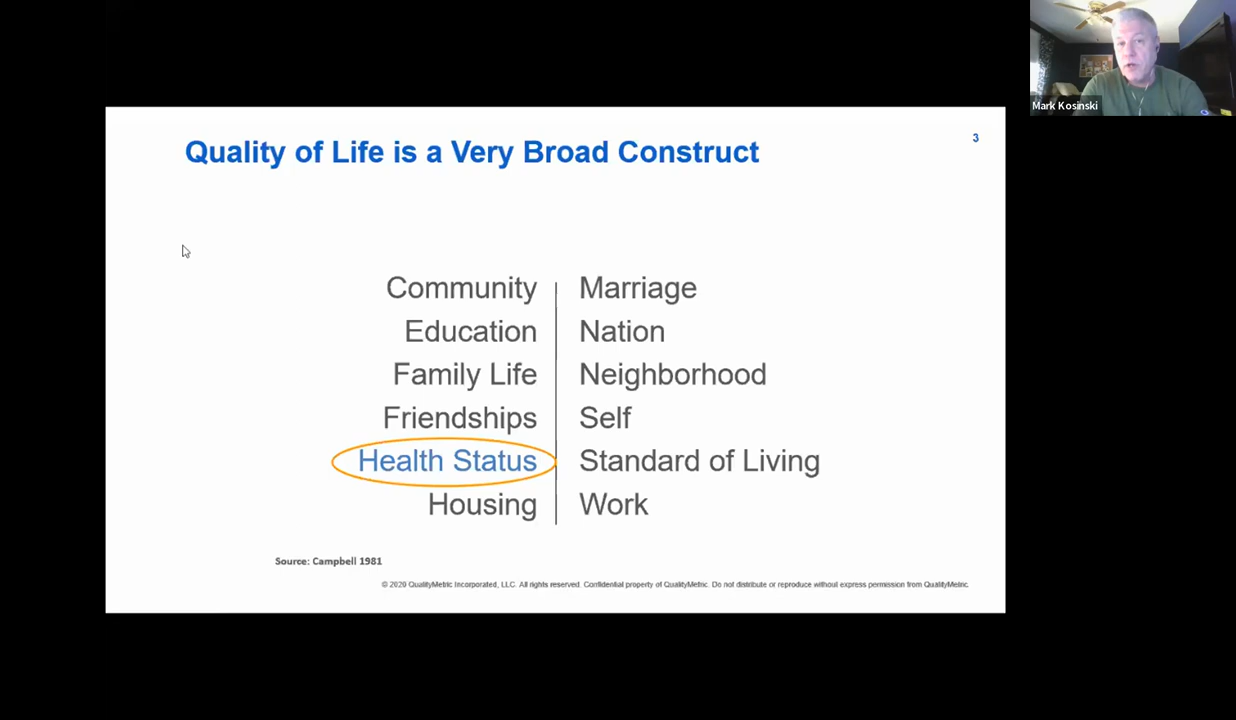 Mark Kosinski
Quality of Life is a Very Broad Construct
3
Community
Education
Family Life
Friendships
Health Status
Housing
Marriage
Nation
Neighborhood
Self
Standard of Living
Work
Source: Campbell 1981
© 2020 QualityMetric Incorporated, LLC. All rights reserved. Confidential property of QualityMetric. Do not distribute or reproduce without express permission from QualityMetric.